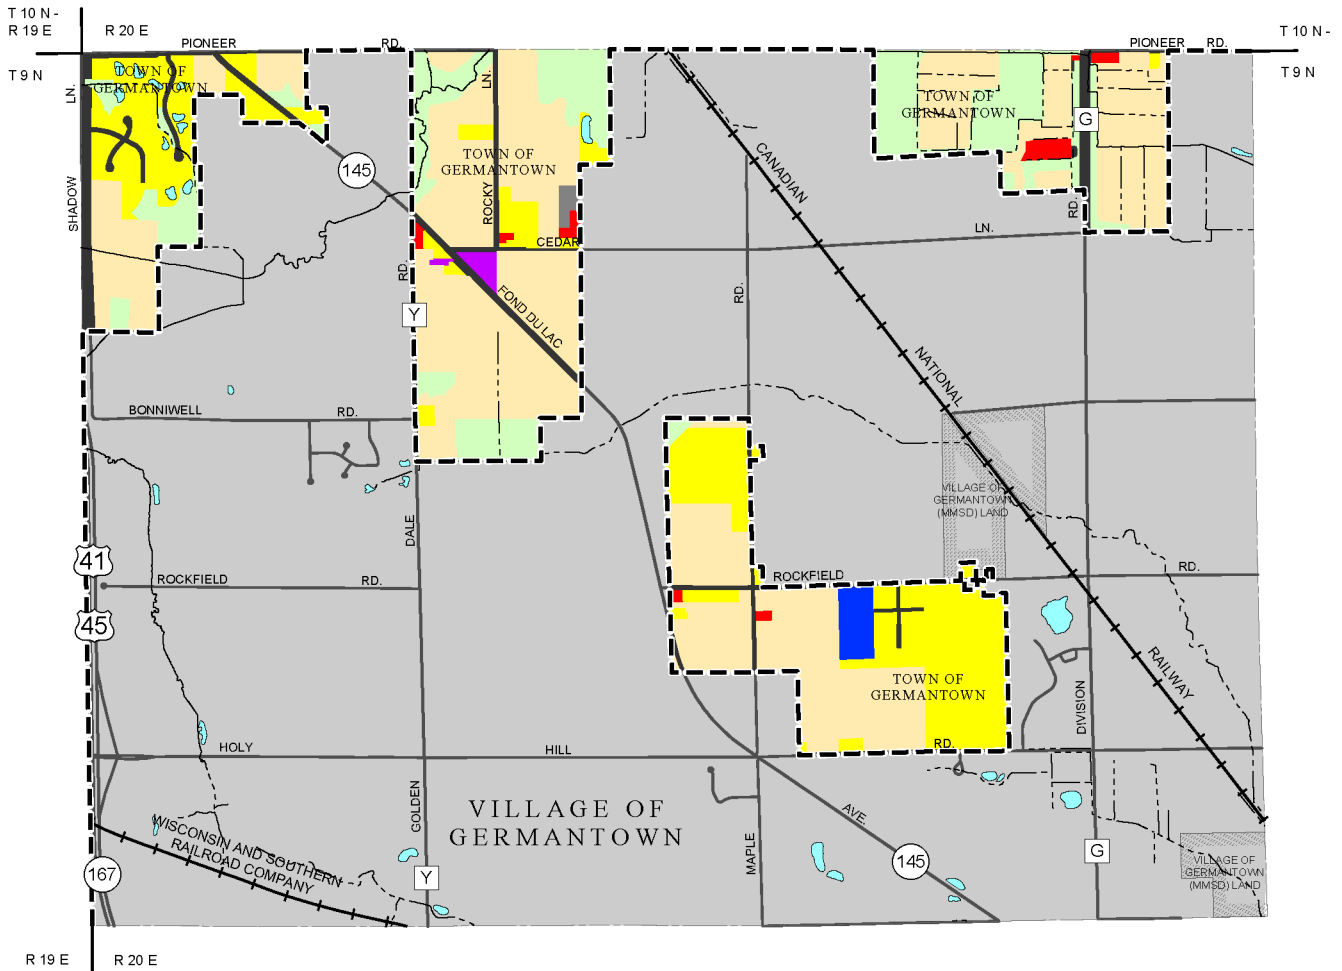 T 10 N -
R 19 E
R 20 E
T 10 N -
R 20 E
T 9 N
T 9 N
PIONEER
RD.
PIONEER
RD.
TOWN OF
GERMANTOWN
LN.
SHADOW
145
LN.
TOWN OF
GERMANTOWN
ROCKY
CEDAR
LN.
CANADIAN
TOWN OF
GERMANTOWN
G
RD.
RD.
Y
FOND DU LAC
RD.
NATIONAL
BONNIWELL
RD.
VILLAGE OF
GERMANTOWN
(MMSD) LAND
DALE
41
ROCKFIELD
RD.
ROCKFIELD
RD.
45
RAILWAY
TOWN OF
GERMANTOWN
DIVISION
HOLY
HILL
RD.
VILLAGE OF
GERMANTOWN
GOLDEN
MAPLE
AVE.
WISCONSIN AND SOUTHERN
RAILROAD COMPANY
167
Y
145
G
VILLAGE OF
GERMANTOWN
(MMSD) LAND
R 19 E
R 20 E